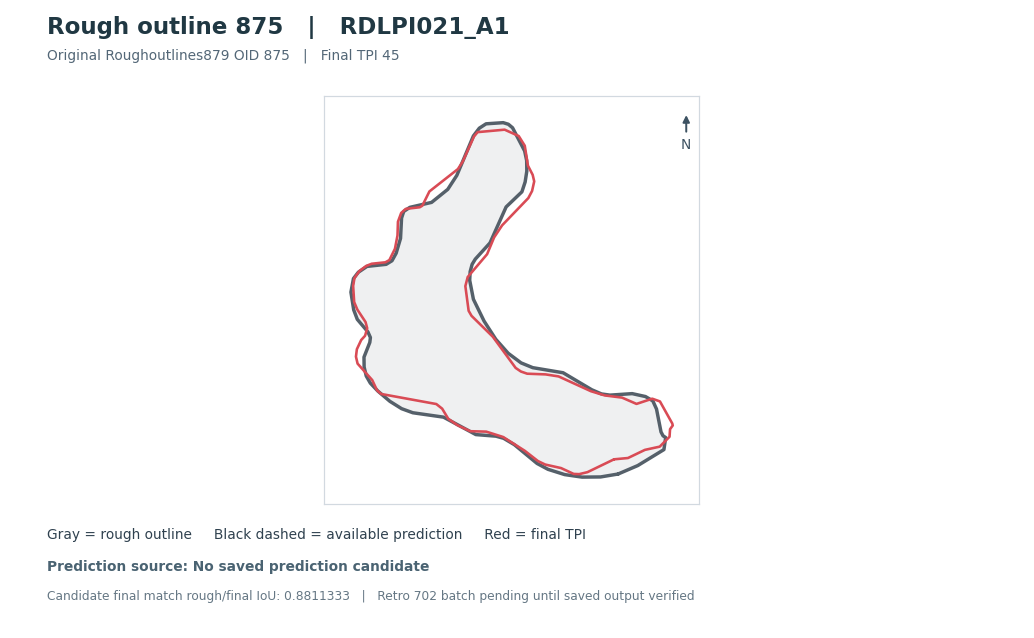 Rough outline 875   |   RDLPI021_A1
Original Roughoutlines879 OID 875   |   Final TPI 45
N
Gray = rough outline     Black dashed = available prediction     Red = final TPI
Prediction source: No saved prediction candidate
Candidate final match rough/final IoU: 0.8811333   |   Retro 702 batch pending until saved output verified